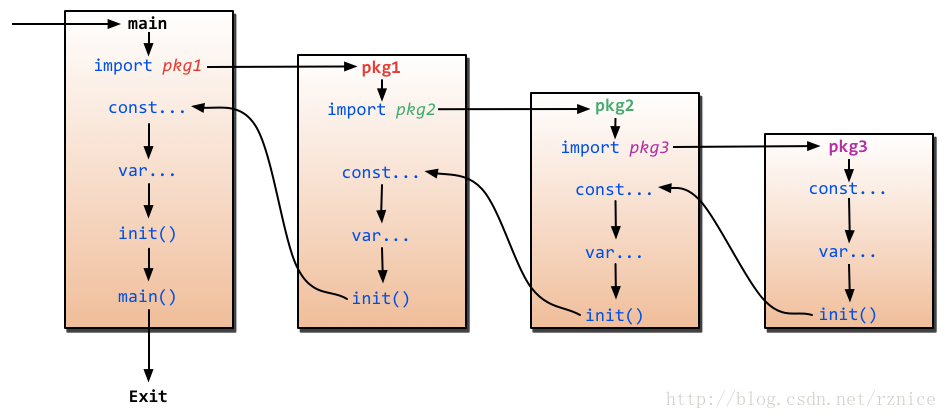 main
import pkg1
const...
var...
init()
main()
Exit
pkg1
import pkg2
const...
var...
init()
pkg2
import pkg3
const...
var...
init()
pkg3
const...
var...
init()
http://blog.csdn.net/rznice